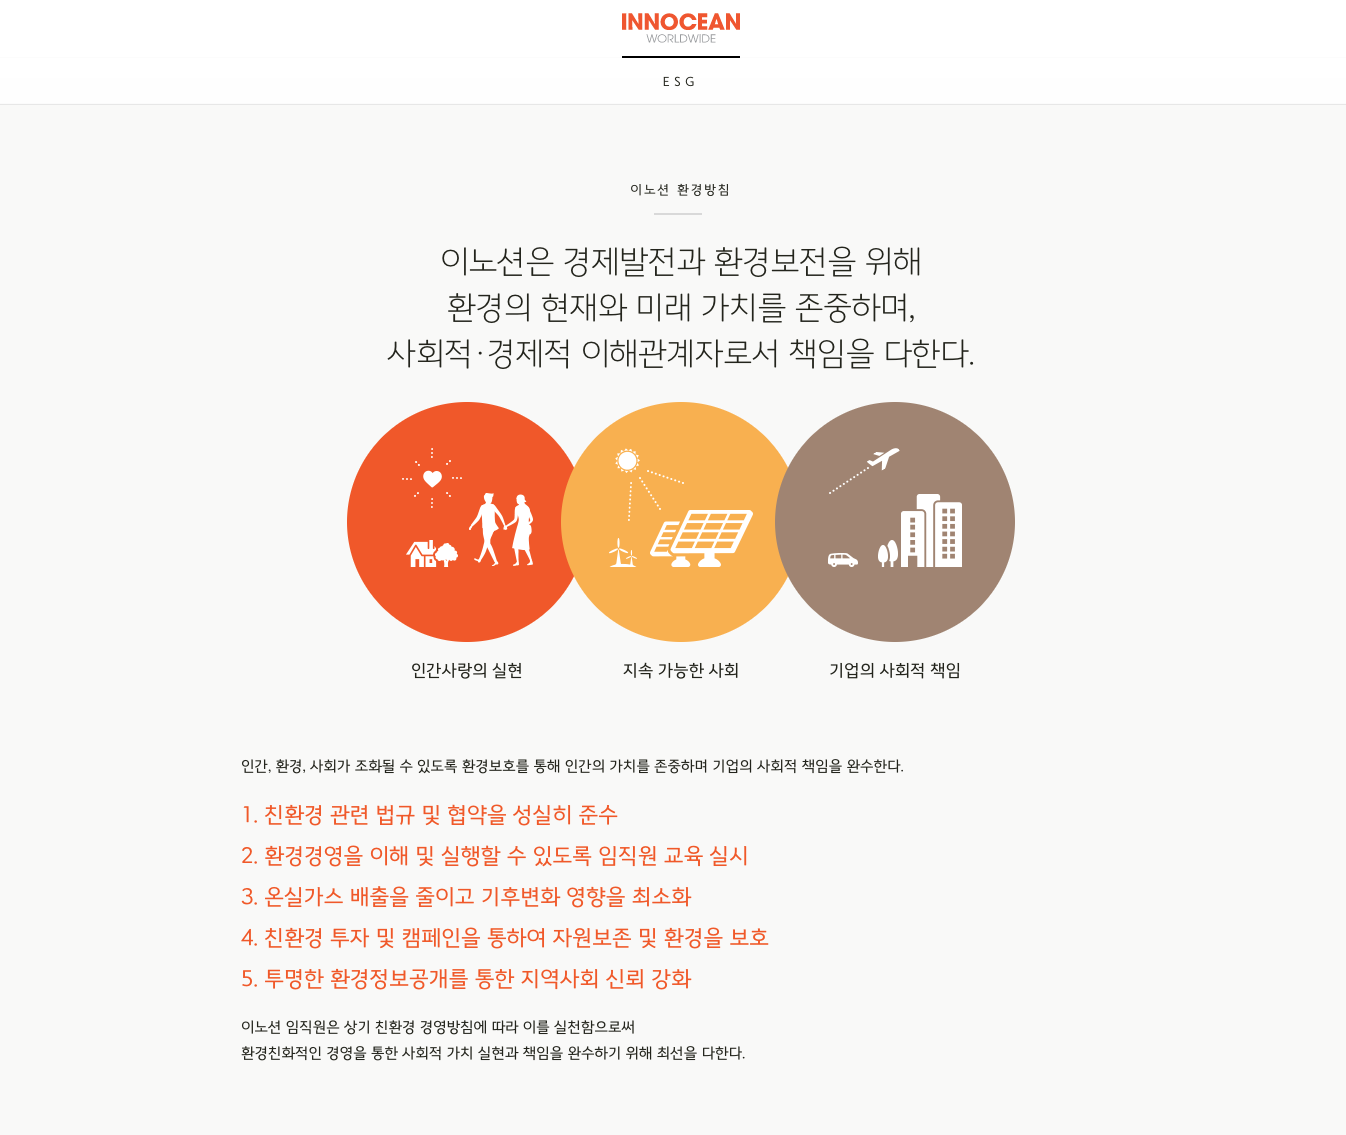 INNOCEAN
WORLDWIDE
ESG
이노션 환경방침
이노션은 경제발전과 환경보전을 위해
환경의 현재와 미래 가치를 존중하며,
사회적·경제적 이해관계자로서 책임을 다한다.
인간사랑의 실현
지속 가능한 사회
기업의 사회적 책임
인간, 환경, 사회가 조화될 수 있도록 환경보호를 통해 인간의 가치를 존중하며 기업의 사회적 책임을 완수한다.
1. 친환경 관련 법규 및 협약을 성실히 준수
2. 환경경영을 이해 및 실행할 수 있도록 임직원 교육 실시
3. 온실가스 배출을 줄이고 기후변화 영향을 최소화
4. 친환경 투자 및 캠페인을 통하여 자원보존 및 환경을 보호
5. 투명한 환경정보공개를 통한 지역사회 신뢰 강화
이노션 임직원은 상기 친환경 경영방침에 따라 이를 실천함으로써
환경친화적인 경영을 통한 사회적 가치 실현과 책임을 완수하기 위해 최선을 다한다.